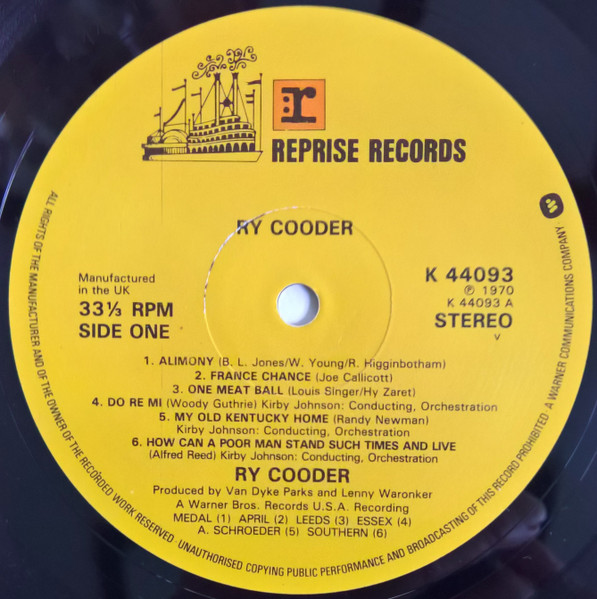 r
REPRISE RECORDS
RY COODER
Manufactured
in the UK
33⅓ RPM
SIDE ONE
K 44093
℗ 1970
K 44093 A
STEREO
V
1. ALIMONY (B. L. Jones/W. Young/R. Higginbotham)
2. FRANCE CHANCE (Joe Callicott)
3. ONE MEAT BALL (Louis Singer/Hy Zaret)
4. DO RE MI (Woody Guthrie) Kirby Johnson: Conducting, Orchestration
5. MY OLD KENTUCKY HOME (Randy Newman)
Kirby Johnson: Conducting, Orchestration
6. HOW CAN A POOR MAN STAND SUCH TIMES AND LIVE
(Alfred Reed) Kirby Johnson: Conducting, Orchestration
RY COODER
Produced by Van Dyke Parks and Lenny Waronker
A Warner Bros. Records U.S.A. Recording
MEDAL (1) APRIL (2) LEEDS (3) ESSEX (4)
A. SCHROEDER (5) SOUTHERN (6)
ALL RIGHTS OF THE MANUFACTURER AND OF THE OWNER OF THE RECORDED WORK RESERVED UNAUTHORISED COPYING PUBLIC PERFORMANCE AND BROADCASTING OF THIS RECORD PROHIBITED A WARNER COMMUNICATIONS COMPANY